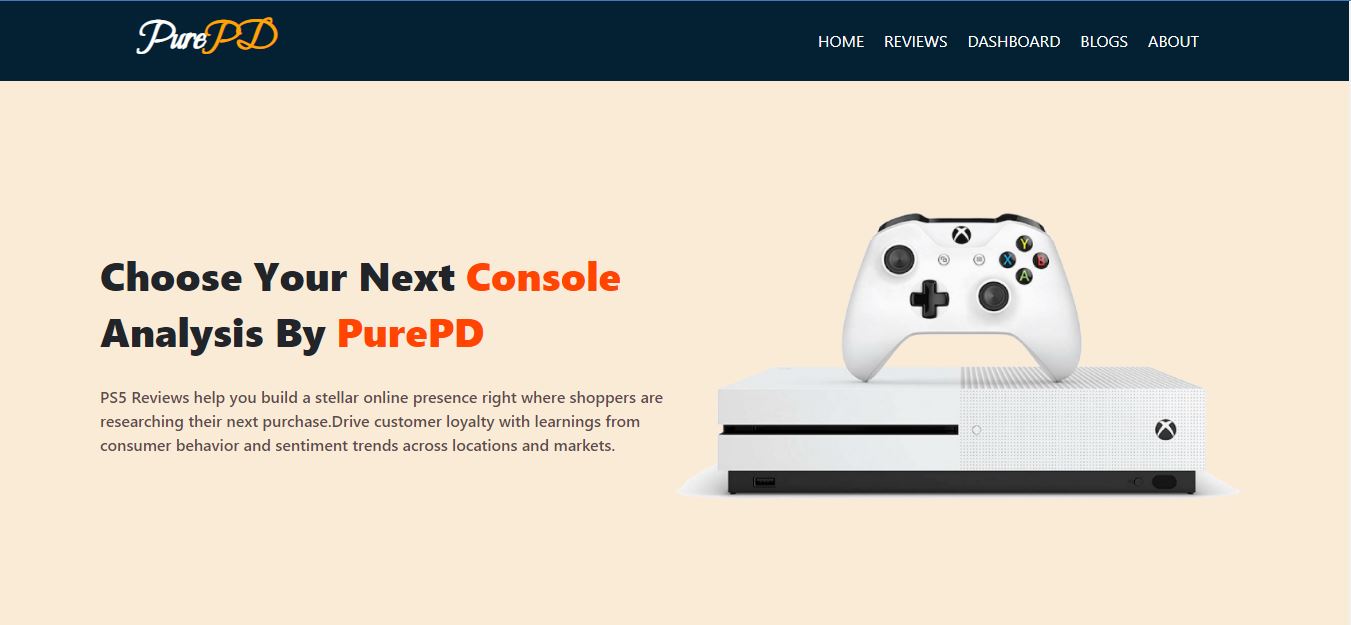 PurePD
HOME REVIEWS DASHBOARD BLOGS ABOUT
Choose Your Next Console
Analysis By PurePD
PS5 Reviews help you build a stellar online presence right where shoppers are
researching their next purchase.Drive customer loyalty with learnings from
consumer behavior and sentiment trends across locations and markets.
Y
X B
A